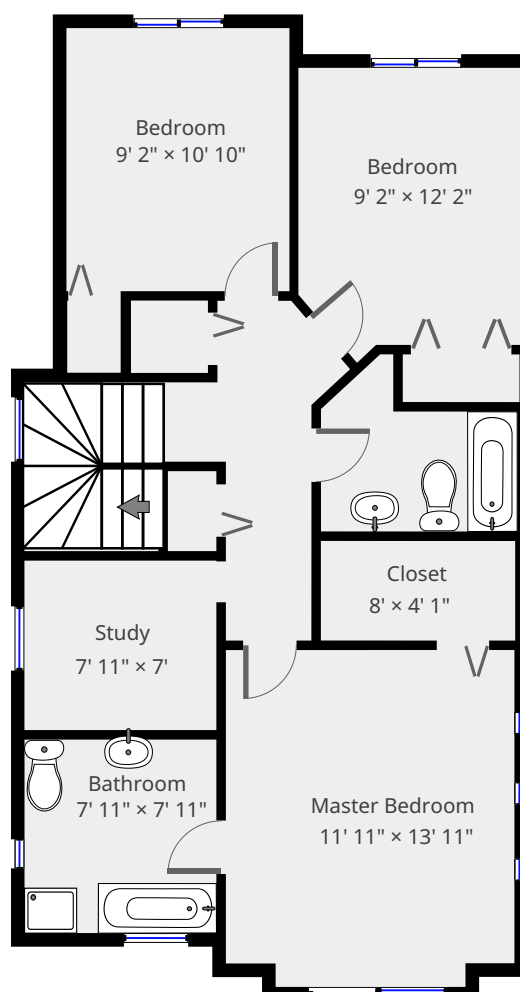 Bedroom
9' 2" × 10' 10"
Bedroom
9' 2" × 12' 2"
Closet
8' × 4' 1"
Study
7' 11" × 7'
Bathroom
7' 11" × 7' 11"
Master Bedroom
11' 11" × 13' 11"